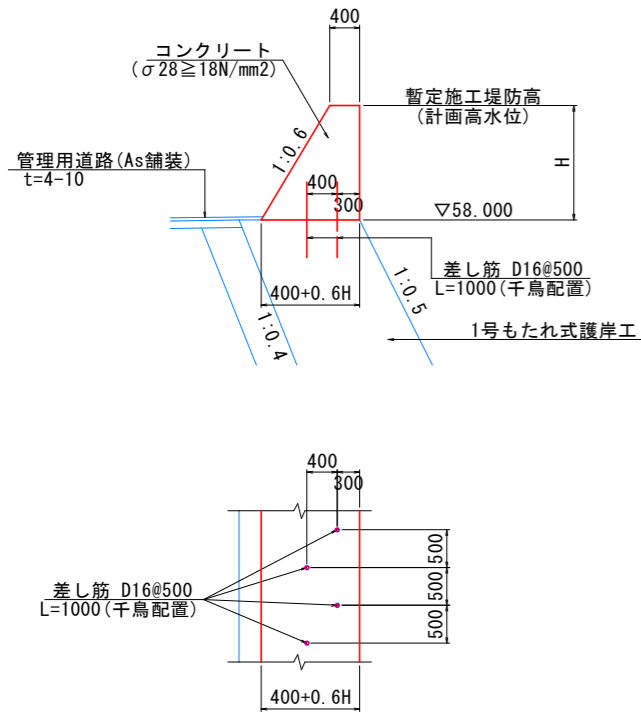 400
コンクリート
(σ28≧18N/mm2)
暫定施工堤防高
(計画高水位)
1:0.6
H
管理用道路(As舗装)
t=4-10
400
300
▽58.000
差し筋 D16@500
L=1000(千鳥配置)
400+0.6H
1:0.5
1:0.4
1号もたれ式護岸工
400
300
500
500
500
差し筋 D16@500
L=1000(千鳥配置)
400+0.6H